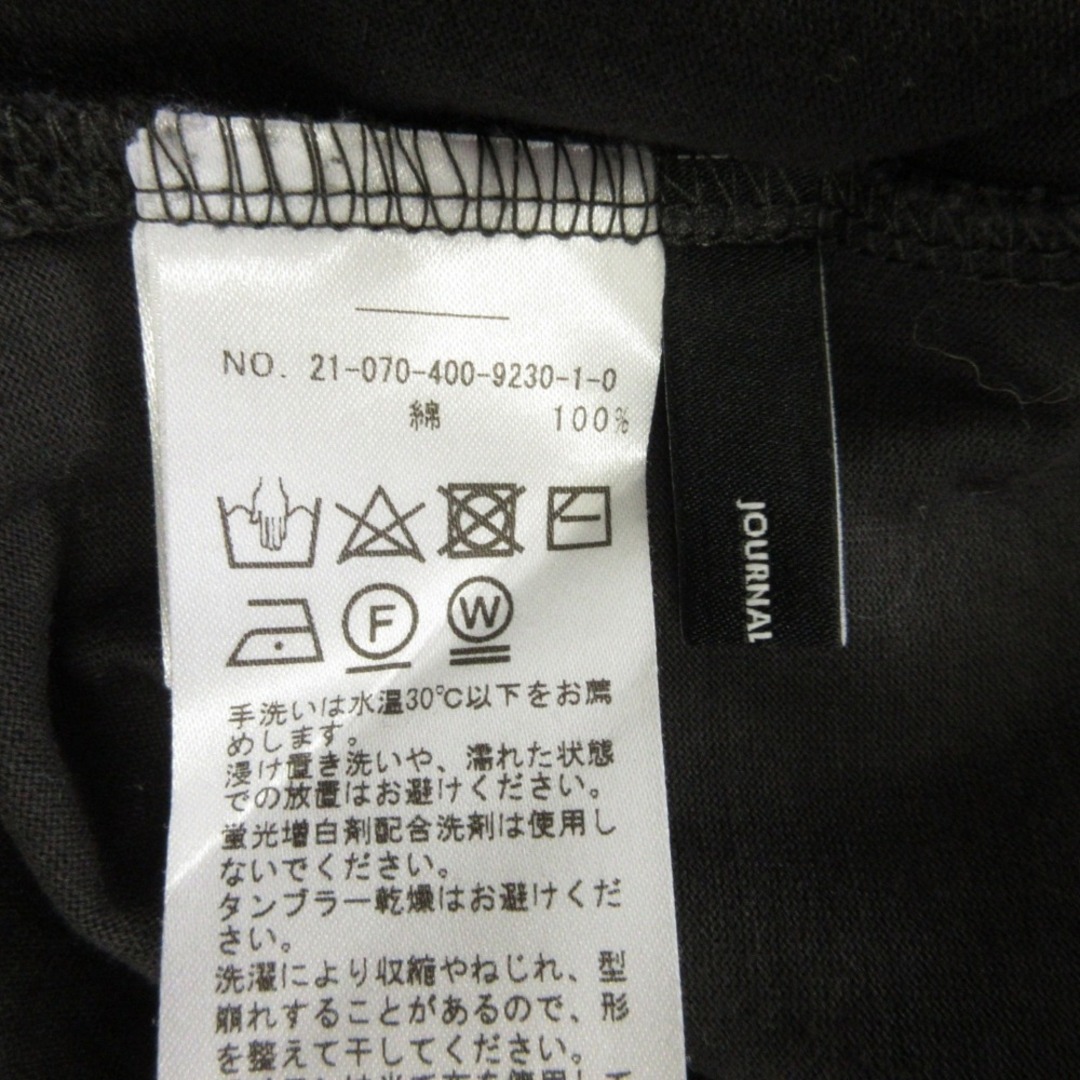 NO. 21-070-400-9230-1-0
綿 100%
F W
手洗いは水温30℃以下をお薦
めします。
浸け置き洗いや、濡れた状態
での放置はお避けください。
蛍光増白剤配合洗剤は使用し
ないでください。
タンブラー乾燥はお避けくだ
さい。
洗濯により収縮やねじれ、型
崩れすることがあるので、形
を整えて干してください。
JOURNAL